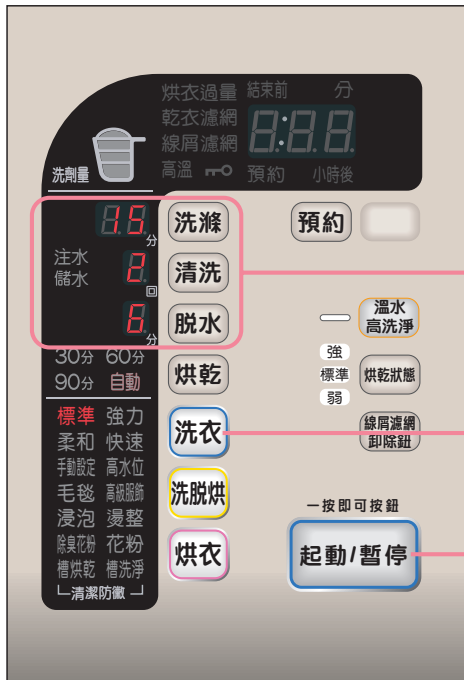 烘衣過量 結束前 分
乾衣濾網 8:88
線屑濾網
高溫 預約 小時後
洗劑量
15分 洗滌 預約
注水
儲水 2回 清洗
6分 脱水 溫水
高洗淨
30分 60分
90分 自動 烘乾 強
標準 烘乾狀態
弱
標準 強力 洗衣 線屑濾網
卸除鈕
柔和 快速
手動設定 高水位
毛毯 高級服飾 洗脱烘
浸泡 燙整 一按即可按鈕
除臭花粉 花粉 烘衣 起動/暫停
槽烘乾 槽洗淨
清潔防黴